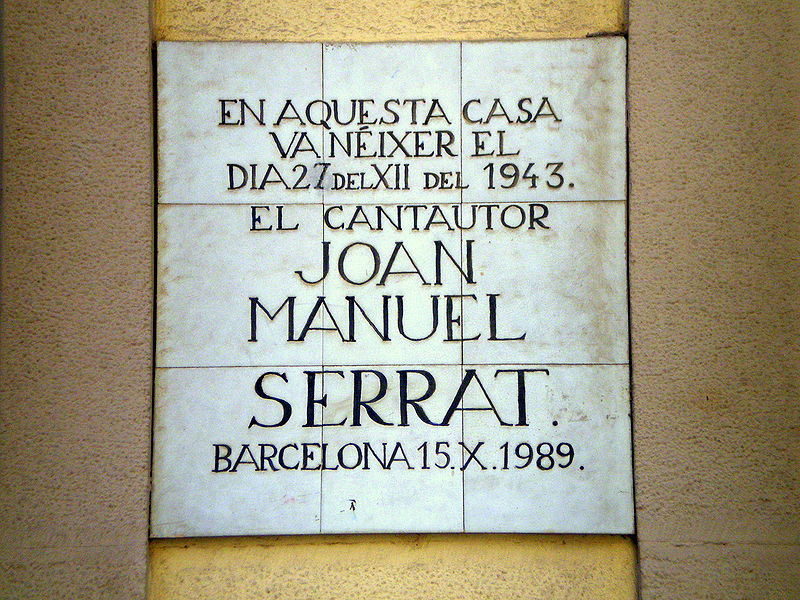 EN AQUESTA CASA
VA NÉIXER EL
DIA 27 DEL XII DEL 1943.
EL CANTAUTOR
JOAN
MANUEL
SERRAT.
BARCELONA 15.X.1989.